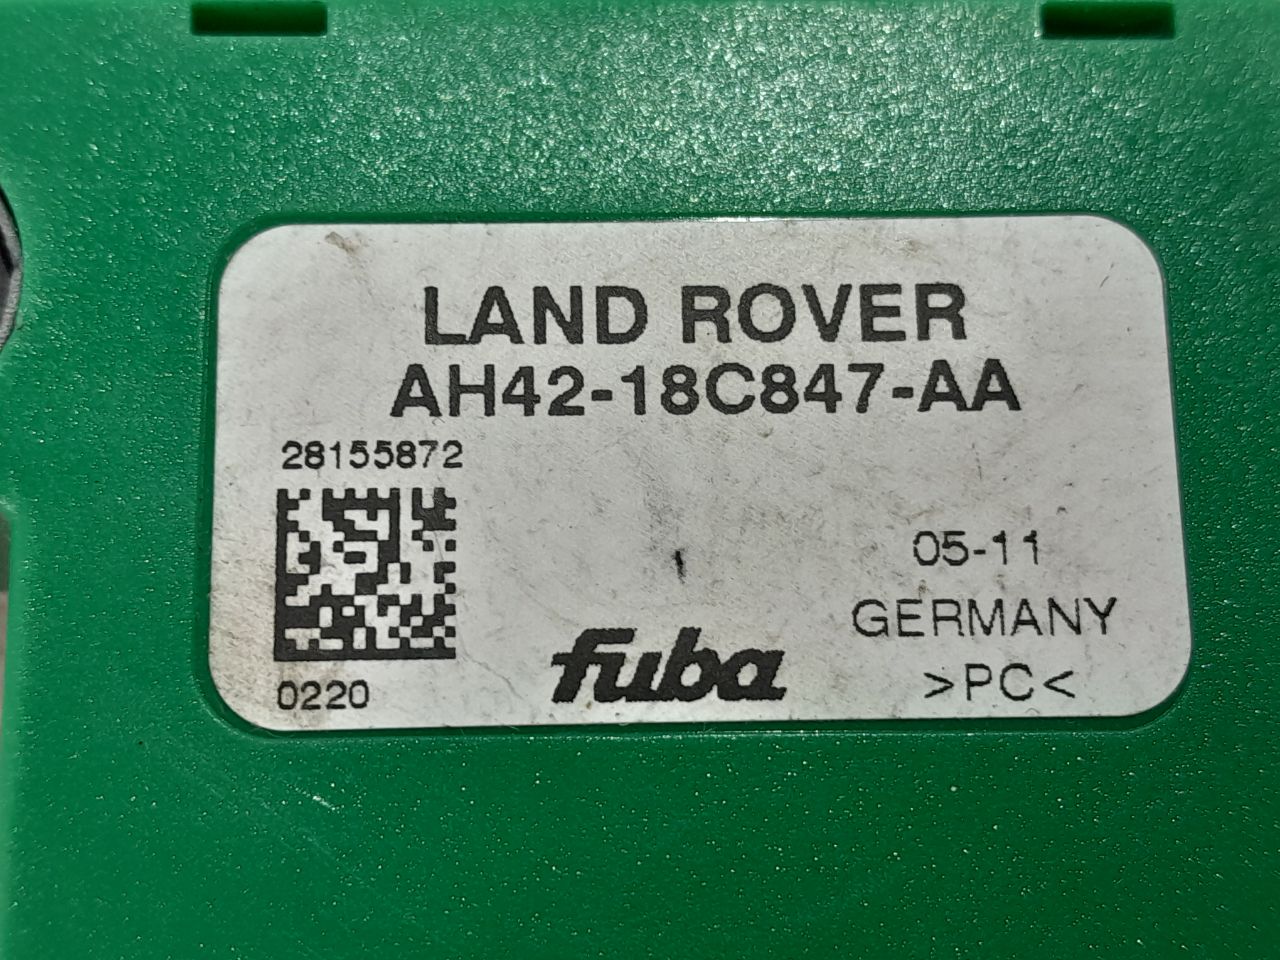 LAND ROVER
AH42-18C847-AA
28155872
05-11
GERMANY
fuba
>PC<
0220